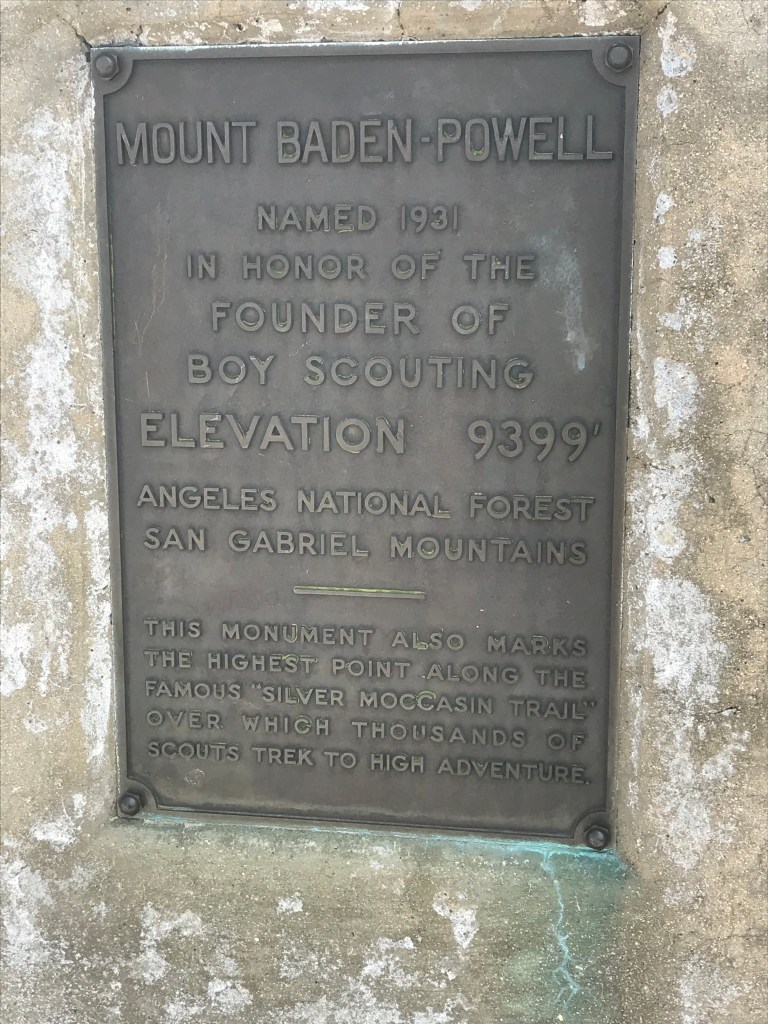 MOUNT BADEN-POWELL
NAMED 1931
IN HONOR OF THE
FOUNDER OF
BOY SCOUTING
ELEVATION 9399'
ANGELES NATIONAL FOREST
SAN GABRIEL MOUNTAINS
THIS MONUMENT ALSO MARKS
THE HIGHEST POINT ALONG THE
FAMOUS "SILVER MOCCASIN TRAIL"
OVER WHICH THOUSANDS OF
SCOUTS TREK TO HIGH ADVENTURE.